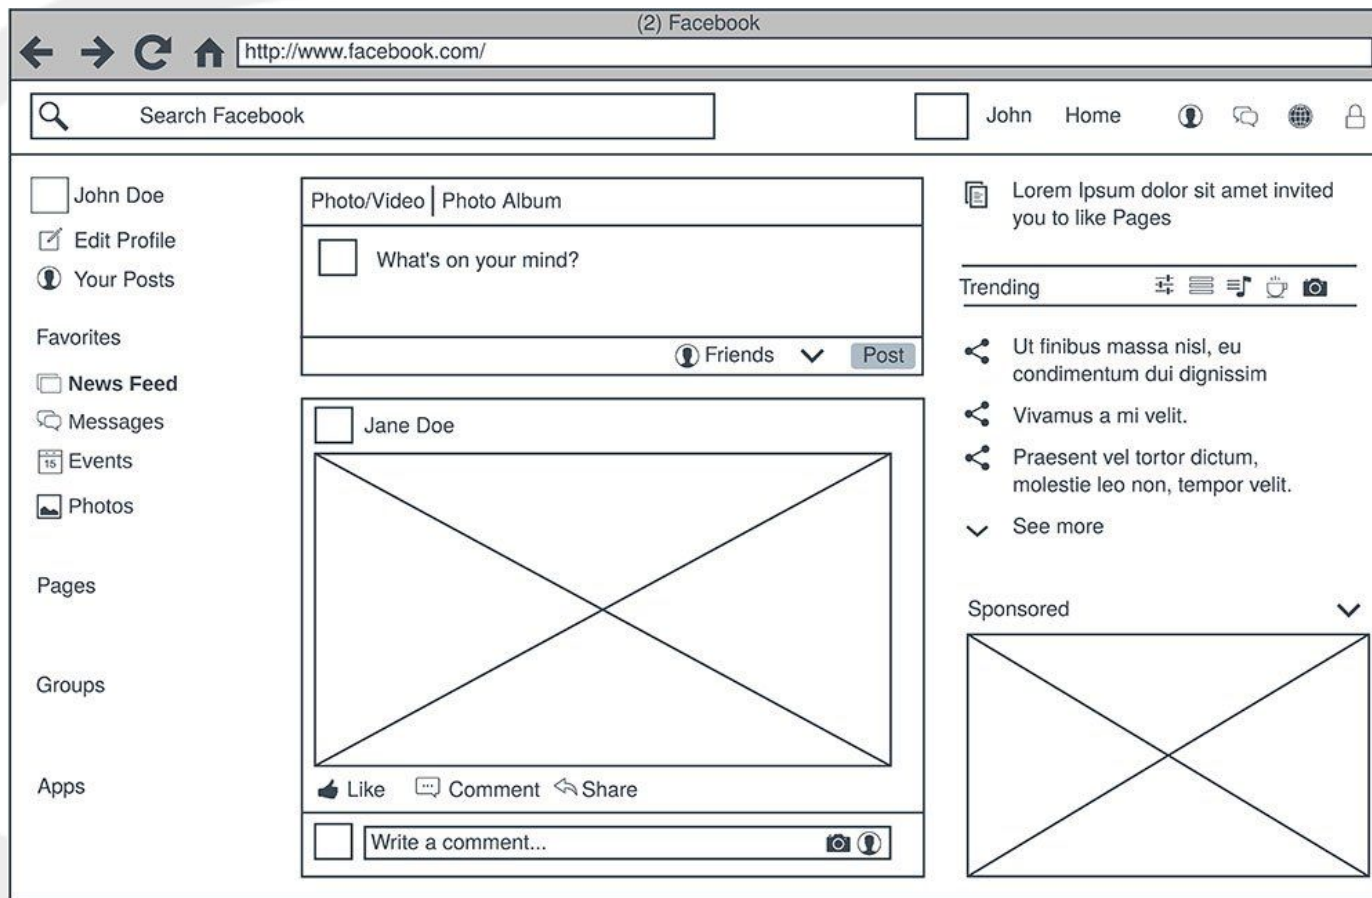 (2) Facebook
http://www.facebook.com/
Search Facebook
John Home
John Doe
Edit Profile
Your Posts
Favorites
News Feed
Messages
15 Events
Photos
Pages
Groups
Apps
Photo/Video | Photo Album
What's on your mind?
Friends Post
Jane Doe
Like Comment Share
Write a comment...
Lorem Ipsum dolor sit amet invited
you to like Pages
Trending
Ut finibus massa nisl, eu
condimentum dui dignissim
Vivamus a mi velit.
Praesent vel tortor dictum,
molestie leo non, tempor velit.
See more
Sponsored